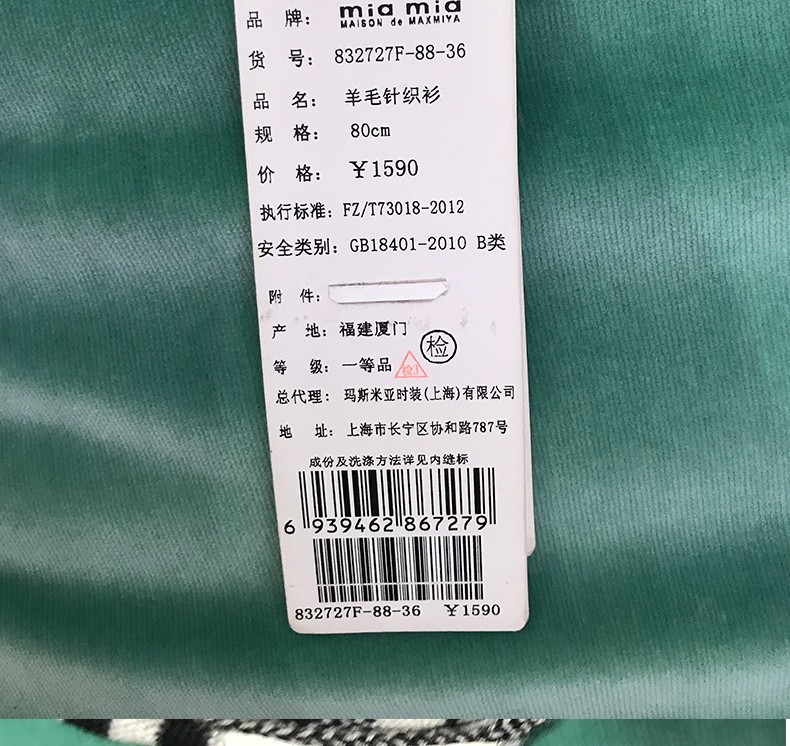 品 牌： mia mia
MAISON de MAXMIYA
货 号： 832727F-88-36
品 名： 羊毛针织衫
规 格： 80cm
价 格： ￥1590
执行标准：FZ/T73018-2012
安全类别：GB18401-2010 B类
附 件：
产 地：福建厦门
检
等 级：一等品
检3
总代理：玛斯米亚时装(上海)有限公司
地 址：上海市长宁区协和路787号
成份及洗涤方法详见内缝标
6 939462 867279
832727F-88-36 ￥1590